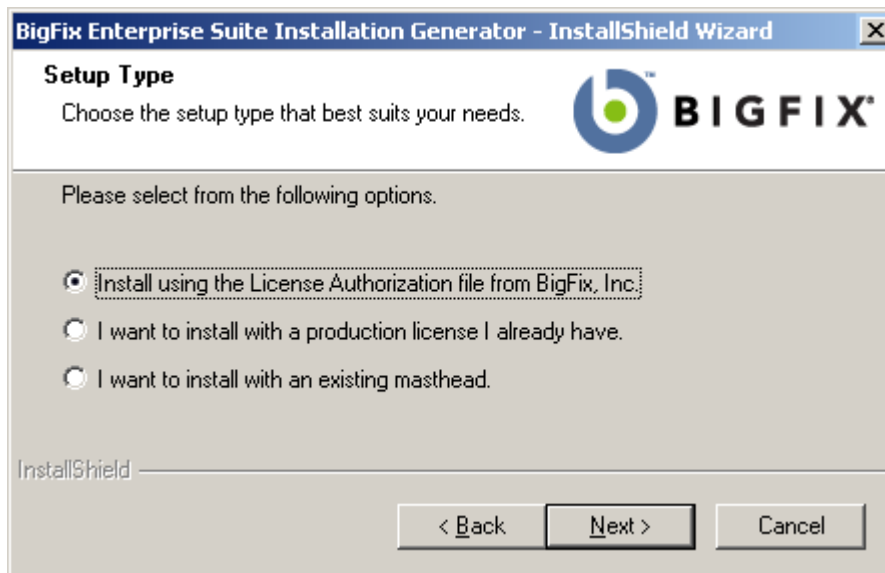 BigFix Enterprise Suite Installation Generator - InstallShield Wizard
Setup Type
Choose the setup type that best suits your needs.
BIGFIX
Please select from the following options.
Install using the License Authorization file from BigFix, Inc.
I want to install with a production license I already have.
I want to install with an existing masthead.
InstallShield
< Back Next > Cancel